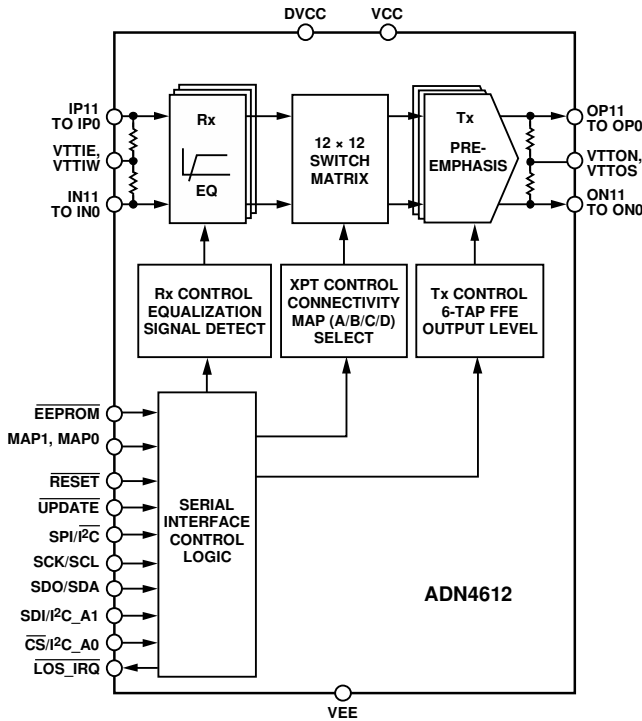 DVCC
VCC
IP11
TO IP0
VTTIE,
VTTIW
IN11
TO IN0
Rx
EQ
12 × 12
SWITCH
MATRIX
Tx
PRE-
EMPHASIS
OP11
TO OP0
VTTON,
VTTOS
ON11
TO ON0
Rx CONTROL
EQUALIZATION
SIGNAL DETECT
XPT CONTROL
CONNECTIVITY
MAP (A/B/C/D)
SELECT
Tx CONTROL
6-TAP FFE
OUTPUT LEVEL
EEPROM
MAP1, MAP0
RESET
UPDATE
SPI/I²C
SCK/SCL
SDO/SDA
SDI/I²C_A1
CS/I²C_A0
LOS_IRQ
SERIAL
INTERFACE
CONTROL
LOGIC
ADN4612
VEE